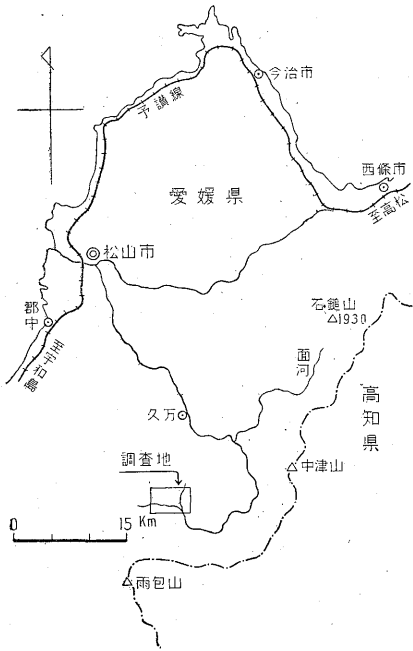 今治市
予讃線
西條市
至高松
愛媛県
松山市
石鎚山
1930
郡中
面河
至宇和島
高知県
久万
中津山
調査地
0 15
Km
雨包山